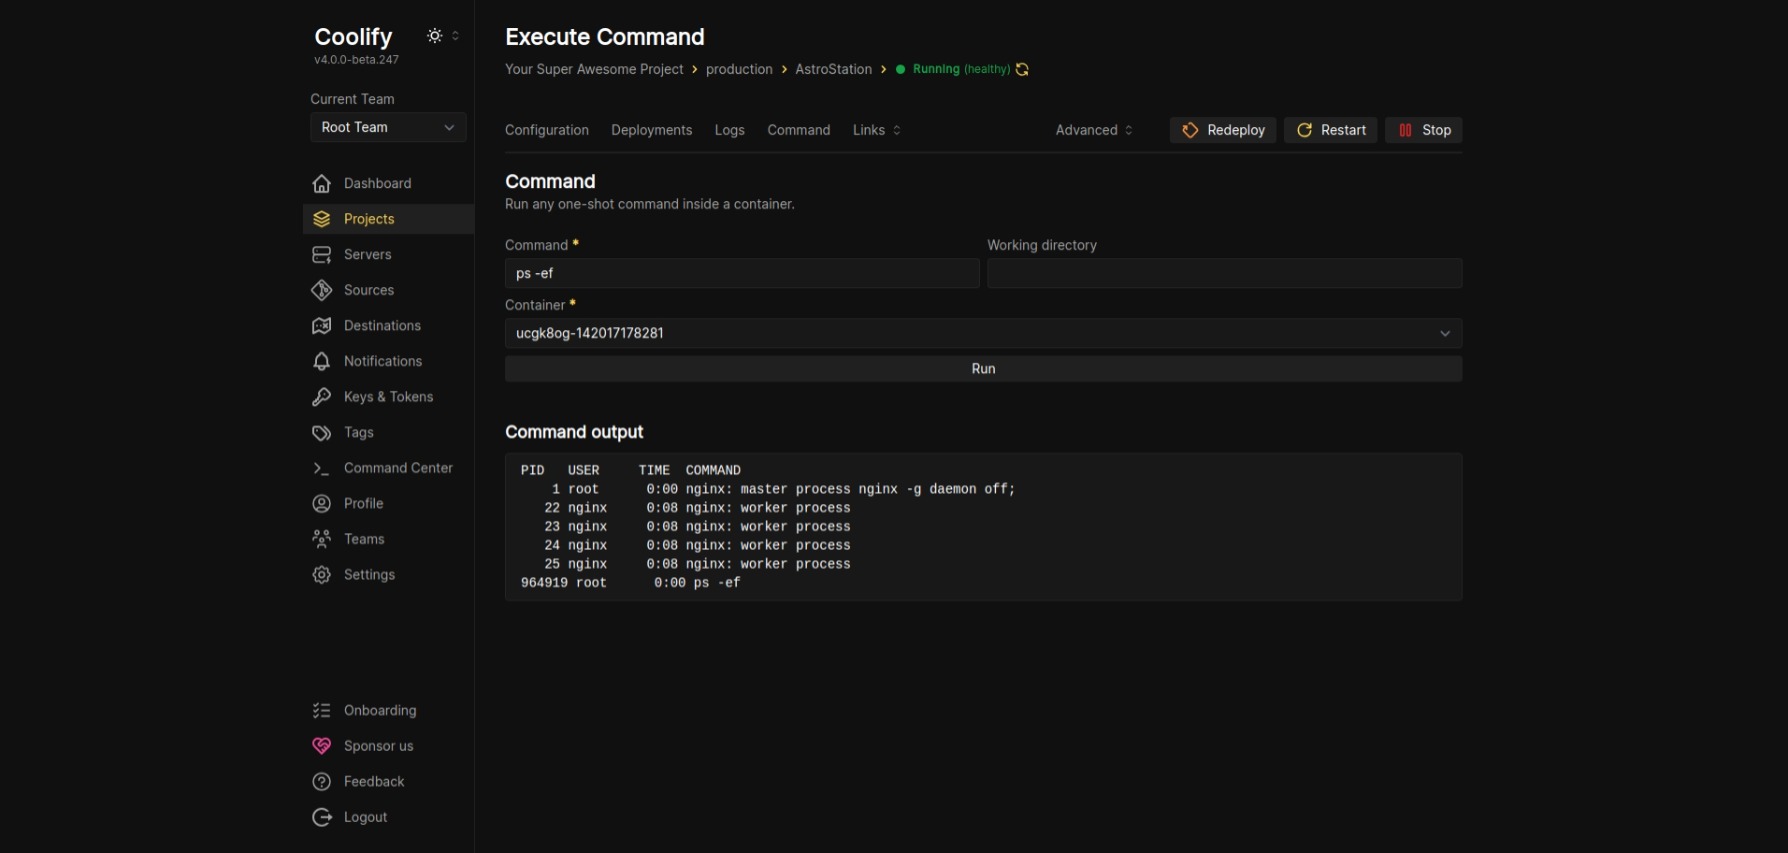 Coolify
v4.0.0-beta.247
Current Team
Root Team
Dashboard
Projects
Servers
Sources
Destinations
Notifications
Keys & Tokens
Tags
Command Center
Profile
Teams
Settings
Onboarding
Sponsor us
Feedback
Logout
Execute Command
Your Super Awesome Project > production > AstroStation > Running (healthy)
Configuration Deployments Logs Command Links Advanced Redeploy Restart Stop
Command
Run any one-shot command inside a container.
Command * Working directory
ps -ef
Container *
ucgk8og-142017178281
Run
Command output
PID   USER     TIME  COMMAND
    1 root      0:00 nginx: master process nginx -g daemon off;
   22 nginx     0:08 nginx: worker process
   23 nginx     0:08 nginx: worker process
   24 nginx     0:08 nginx: worker process
   25 nginx     0:08 nginx: worker process
964919 root      0:00 ps -ef